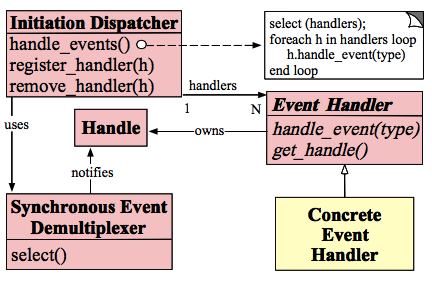 Initiation Dispatcher
handle_events()
register_handler(h)
remove_handler(h)
select (handlers);
foreach h in handlers loop
h.handle_event(type)
end loop
handlers
1
N
uses
Handle
owns
Event Handler
handle_event(type)
get_handle()
notifies
Synchronous Event
Demultiplexer
select()
Concrete
Event
Handler